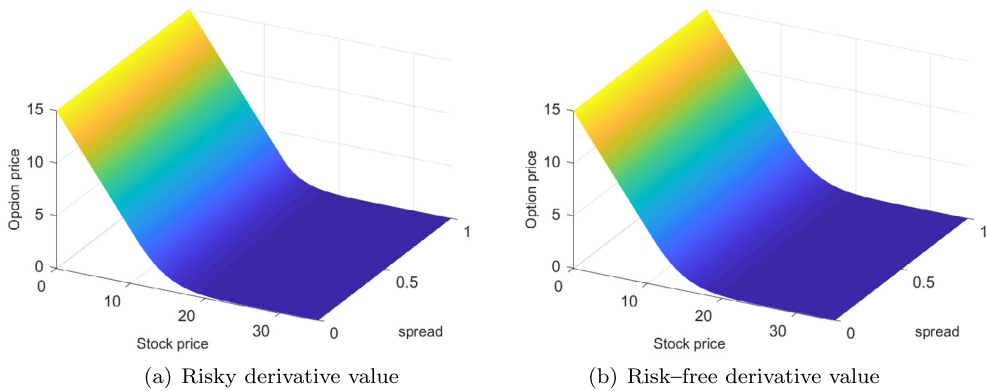 15
10
5
0
0
10
20
30
0
0.5
1
Opcion price
Stock price
spread
(a) Risky derivative value
15
10
5
0
0
10
20
30
0
0.5
1
Option price
Stock price
spread
(b) Risk–free derivative value